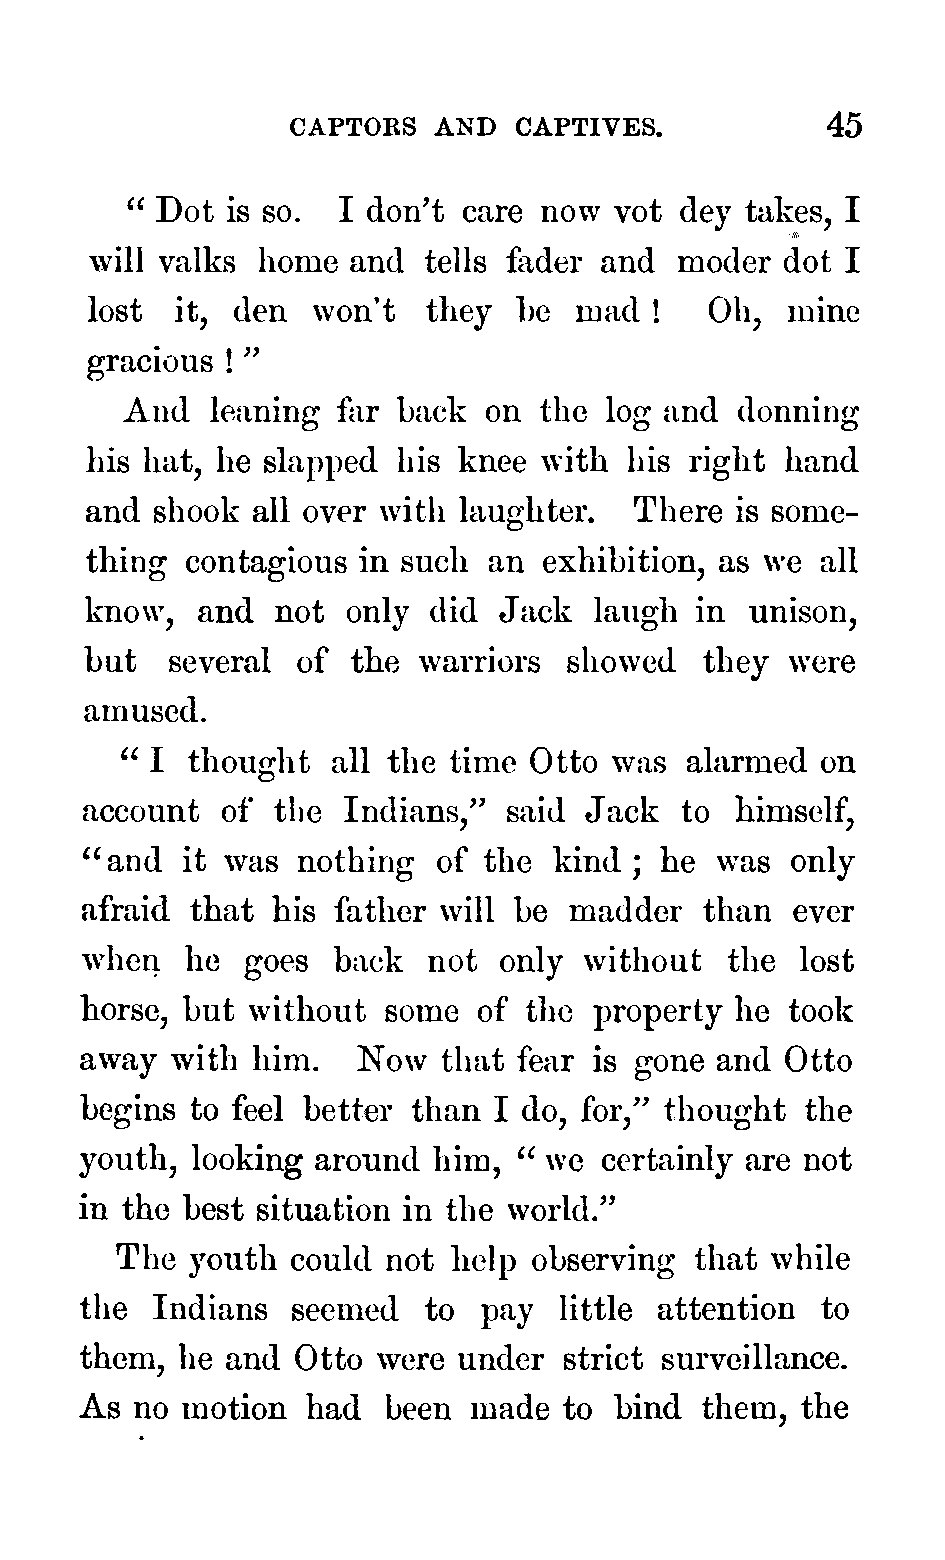 CAPTORS AND CAPTIVES. 45
“ Dot is so. I don't care now vot dey takes, I
will valks home and tells fader and moder dot I
lost it, den won't they be mad ! Oh, mine
gracious ! ”
And leaning far back on the log and donning
his hat, he slapped his knee with his right hand
and shook all over with laughter. There is some-
thing contagious in such an exhibition, as we all
know, and not only did Jack laugh in unison,
but several of the warriors showed they were
amused.
“ I thought all the time Otto was alarmed on
account of the Indians,” said Jack to himself,
“and it was nothing of the kind ; he was only
afraid that his father will be madder than ever
when he goes back not only without the lost
horse, but without some of the property he took
away with him. Now that fear is gone and Otto
begins to feel better than I do, for,” thought the
youth, looking around him, “ we certainly are not
in the best situation in the world.”
The youth could not help observing that while
the Indians seemed to pay little attention to
them, he and Otto were under strict surveillance.
As no motion had been made to bind them, the